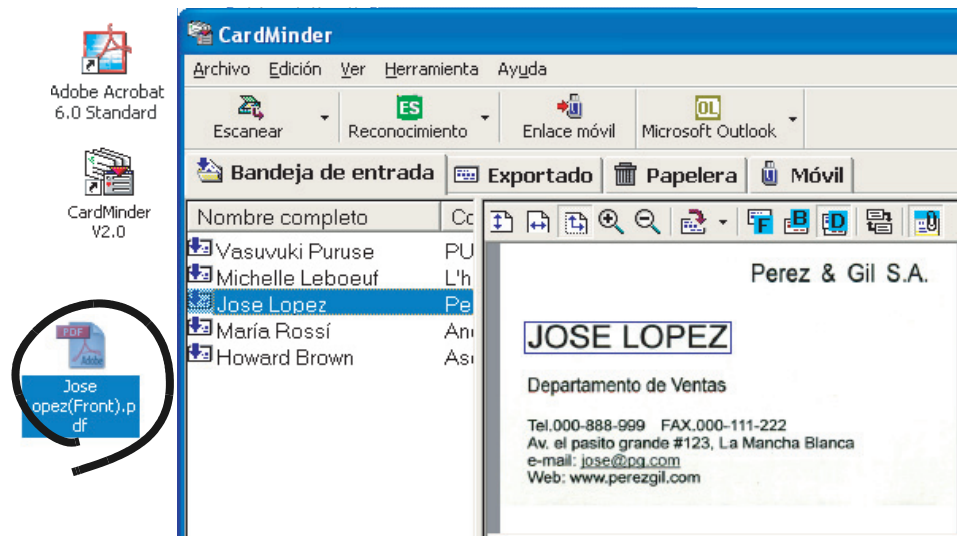 Adobe Acrobat
6.0 Standard
CardMinder
V2.0
PDF
Adobe
Jose
opez(Front).p
df
CardMinder
Archivo Edición Ver Herramienta Ayuda
Escanear
ES
Reconocimiento
Enlace móvil
OL
Microsoft Outlook
Bandeja de entrada Exportado Papelera Móvil
Nombre completo Co
Vasuvuki Puruse PU
Michelle Leboeuf L'h
Jose Lopez Pe
María Rossí An
Howard Brown As
F B D
Perez & Gil S.A.
JOSE LOPEZ
Departamento de Ventas
Tel.000-888-999 FAX.000-111-222
Av. el pasito grande #123, La Mancha Blanca
e-mail: jose@pg.com
Web: www.perezgil.com